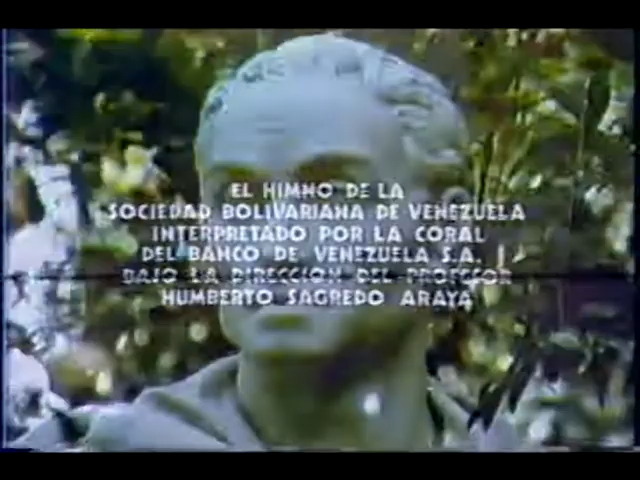 EL HIMNO DE LA
SOCIEDAD BOLIVARIANA DE VENEZUELA
INTERPRETADO POR LA CORAL
DEL BANCO DE VENEZUELA S.A.
BAJO LA DIRECCION DEL PROFESOR
HUMBERTO SAGREDO ARAYA